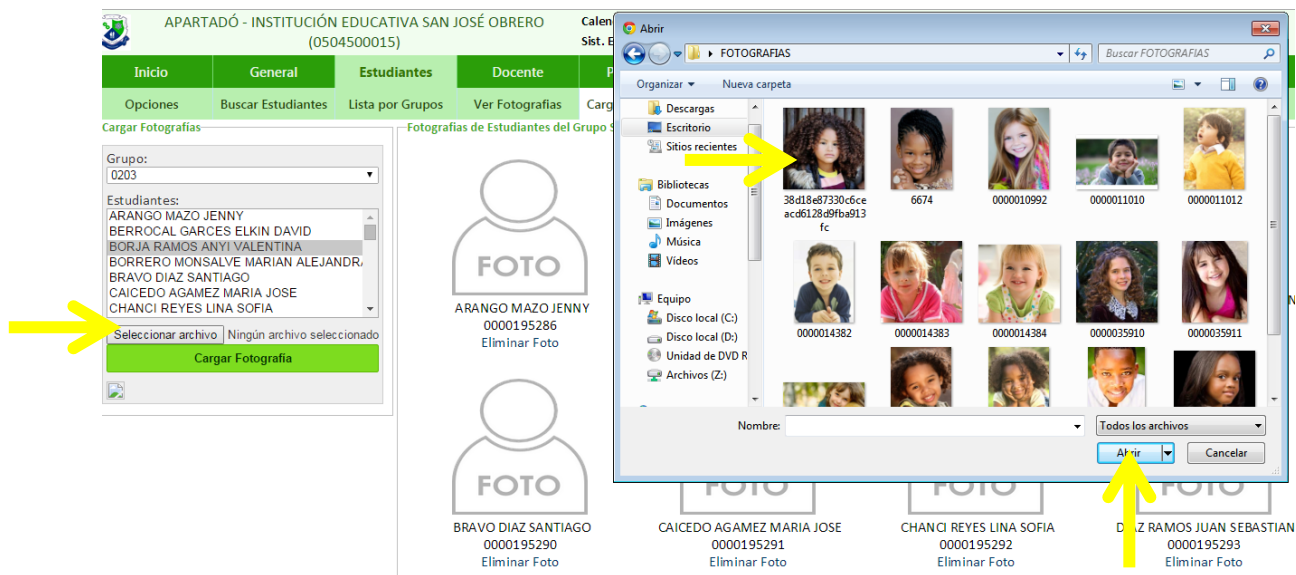 APARTADÓ - INSTITUCIÓN EDUCATIVA SAN JOSÉ OBRERO
(0504500015)
Calen
Sist. E
Inicio General Estudiantes Docente P
Opciones Buscar Estudiantes Lista por Grupos Ver Fotografias Carg
Cargar Fotografías
Grupo:
0203
Estudiantes:
ARANGO MAZO JENNY
BERROCAL GARCES ELKIN DAVID
BORJA RAMOS ANYI VALENTINA
BORRERO MONSALVE MARIAN ALEJANDR
BRAVO DIAZ SANTIAGO
CAICEDO AGAMEZ MARIA JOSE
CHANCI REYES LINA SOFIA
Seleccionar archivo Ningún archivo seleccionado
Cargar Fotografía
Fotografias de Estudiantes del Grupo S
FOTO
ARANGO MAZO JENNY
0000195286
Eliminar Foto
N
FOTO FOTO FOTO FOTO
BRAVO DIAZ SANTIAGO CAICEDO AGAMEZ MARIA JOSE CHANCI REYES LINA SOFIA DIAZ RAMOS JUAN SEBASTIAN
0000195290 0000195291 0000195292 0000195293
Eliminar Foto Eliminar Foto Eliminar Foto Eliminar Foto
Abrir
FOTOGRAFIAS
Buscar FOTOGRAFIAS
Organizar Nueva carpeta
Descargas
Escritorio
Sitios recientes
Bibliotecas
Documentos
Imágenes
Música
Vídeos
Equipo
Disco local (C:)
Disco local (D:)
Unidad de DVD R
Archivos (Z:)
38d18e87330c6ce
acd6128d9fba913
fc
6674 0000010992 0000011010 0000011012
0000014382 0000014383 0000014384 0000035910 0000035911
Nombre:
Todos los archivos
Abrir Cancelar